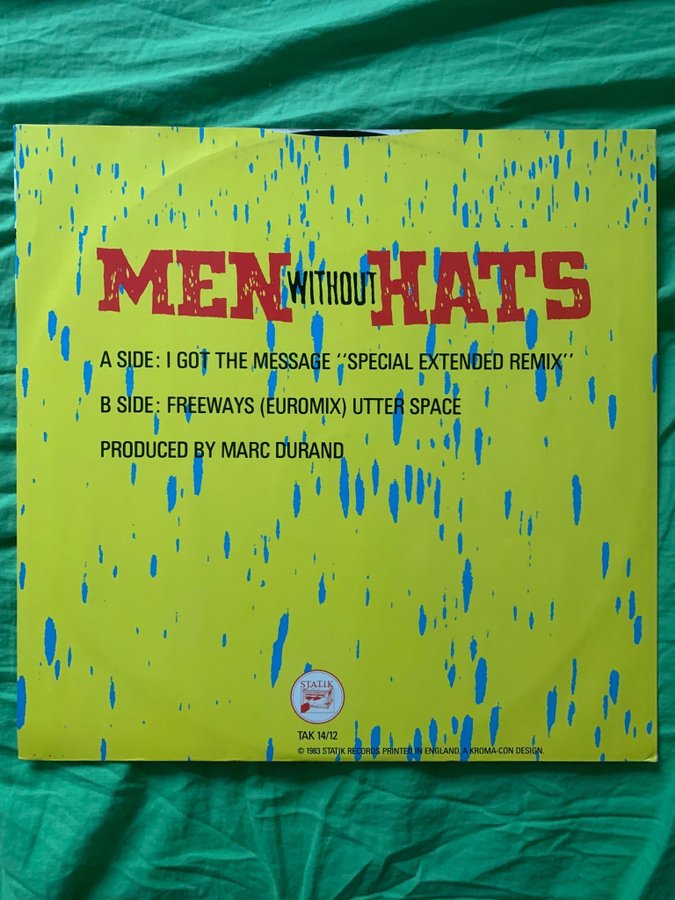 MEN WITHOUT HATS
A SIDE: I GOT THE MESSAGE "SPECIAL EXTENDED REMIX"
B SIDE: FREEWAYS (EUROMIX) UTTER SPACE
PRODUCED BY MARC DURAND
STATIK
TAK 14/12
© 1983 STATIK RECORDS PRINTED IN ENGLAND. A KROMA-CON DESIGN.